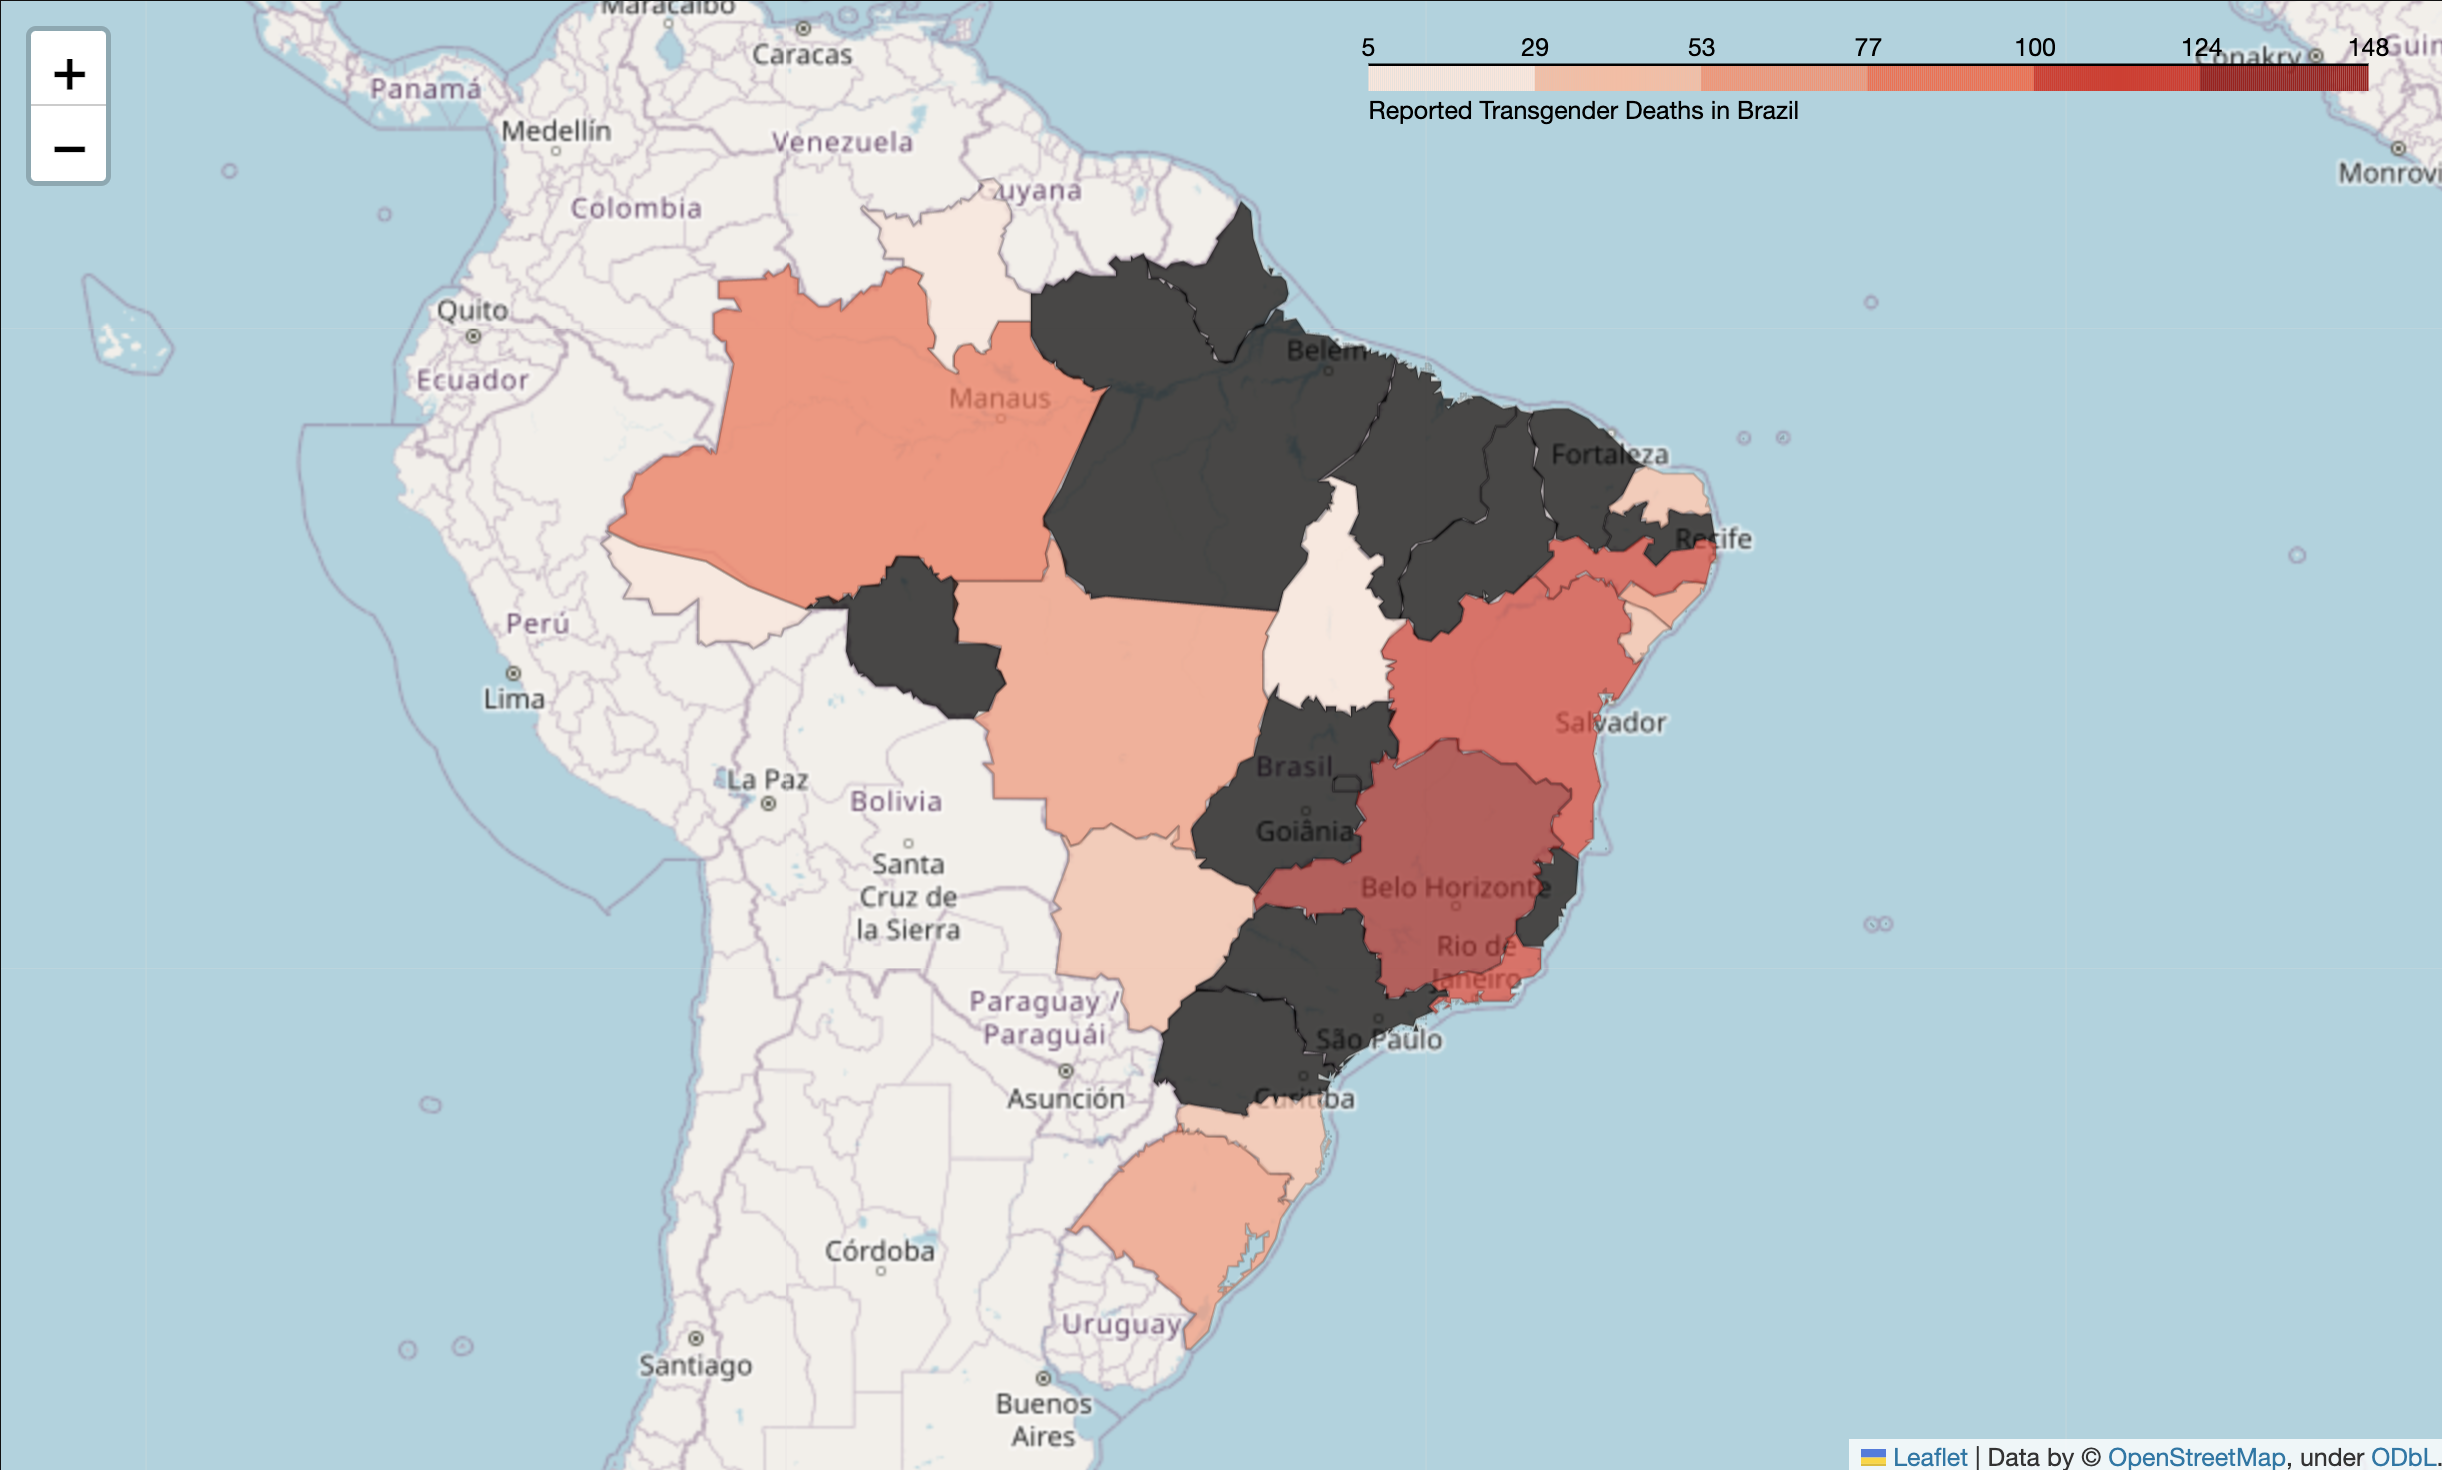 Maracaibo
Caracas
5 29 53 77 100 124 148
Conakry
Guin
+
Panamá
Reported Transgender Deaths in Brazil
Medellín
Venezuela
−
Monrovi
Colombia
uyana
Quito
Belém
Ecuador
Manaus
Fortaleza
Recife
Perú
Lima
Salvador
La Paz
Brasil
Bolivia
Goiânia
Santa
Cruz de
la Sierra
Belo Horizonte
Rio de
Janeiro
Paraguay /
Paraguái
São Paulo
Asunción
Curitiba
Córdoba
Uruguay
Santiago
Buenos
Aires
Leaflet | Data by © OpenStreetMap, under ODbL.